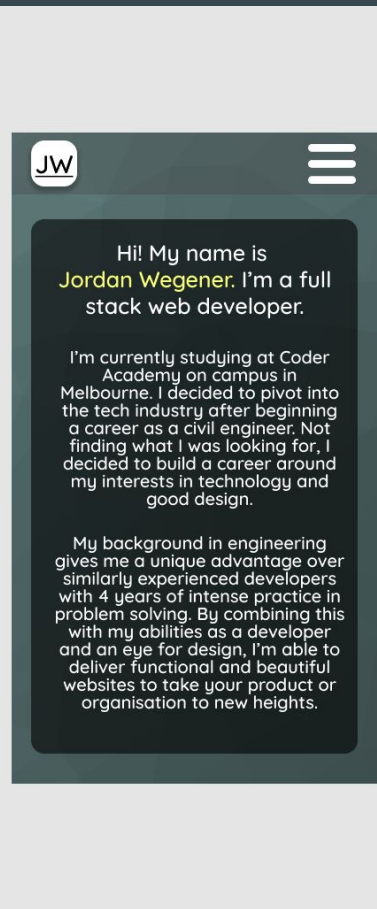 JW
Hi! My name is
Jordan Wegener. I'm a full
stack web developer.
I'm currently studying at Coder
Academy on campus in
Melbourne. I decided to pivot into
the tech industry after beginning
a career as a civil engineer. Not
finding what I was looking for, I
decided to build a career around
my interests in technology and
good design.
My background in engineering
gives me a unique advantage over
similarly experienced developers
with 4 years of intense practice in
problem solving. By combining this
with my abilities as a developer
and an eye for design, I'm able to
deliver functional and beautiful
websites to take your product or
organisation to new heights.